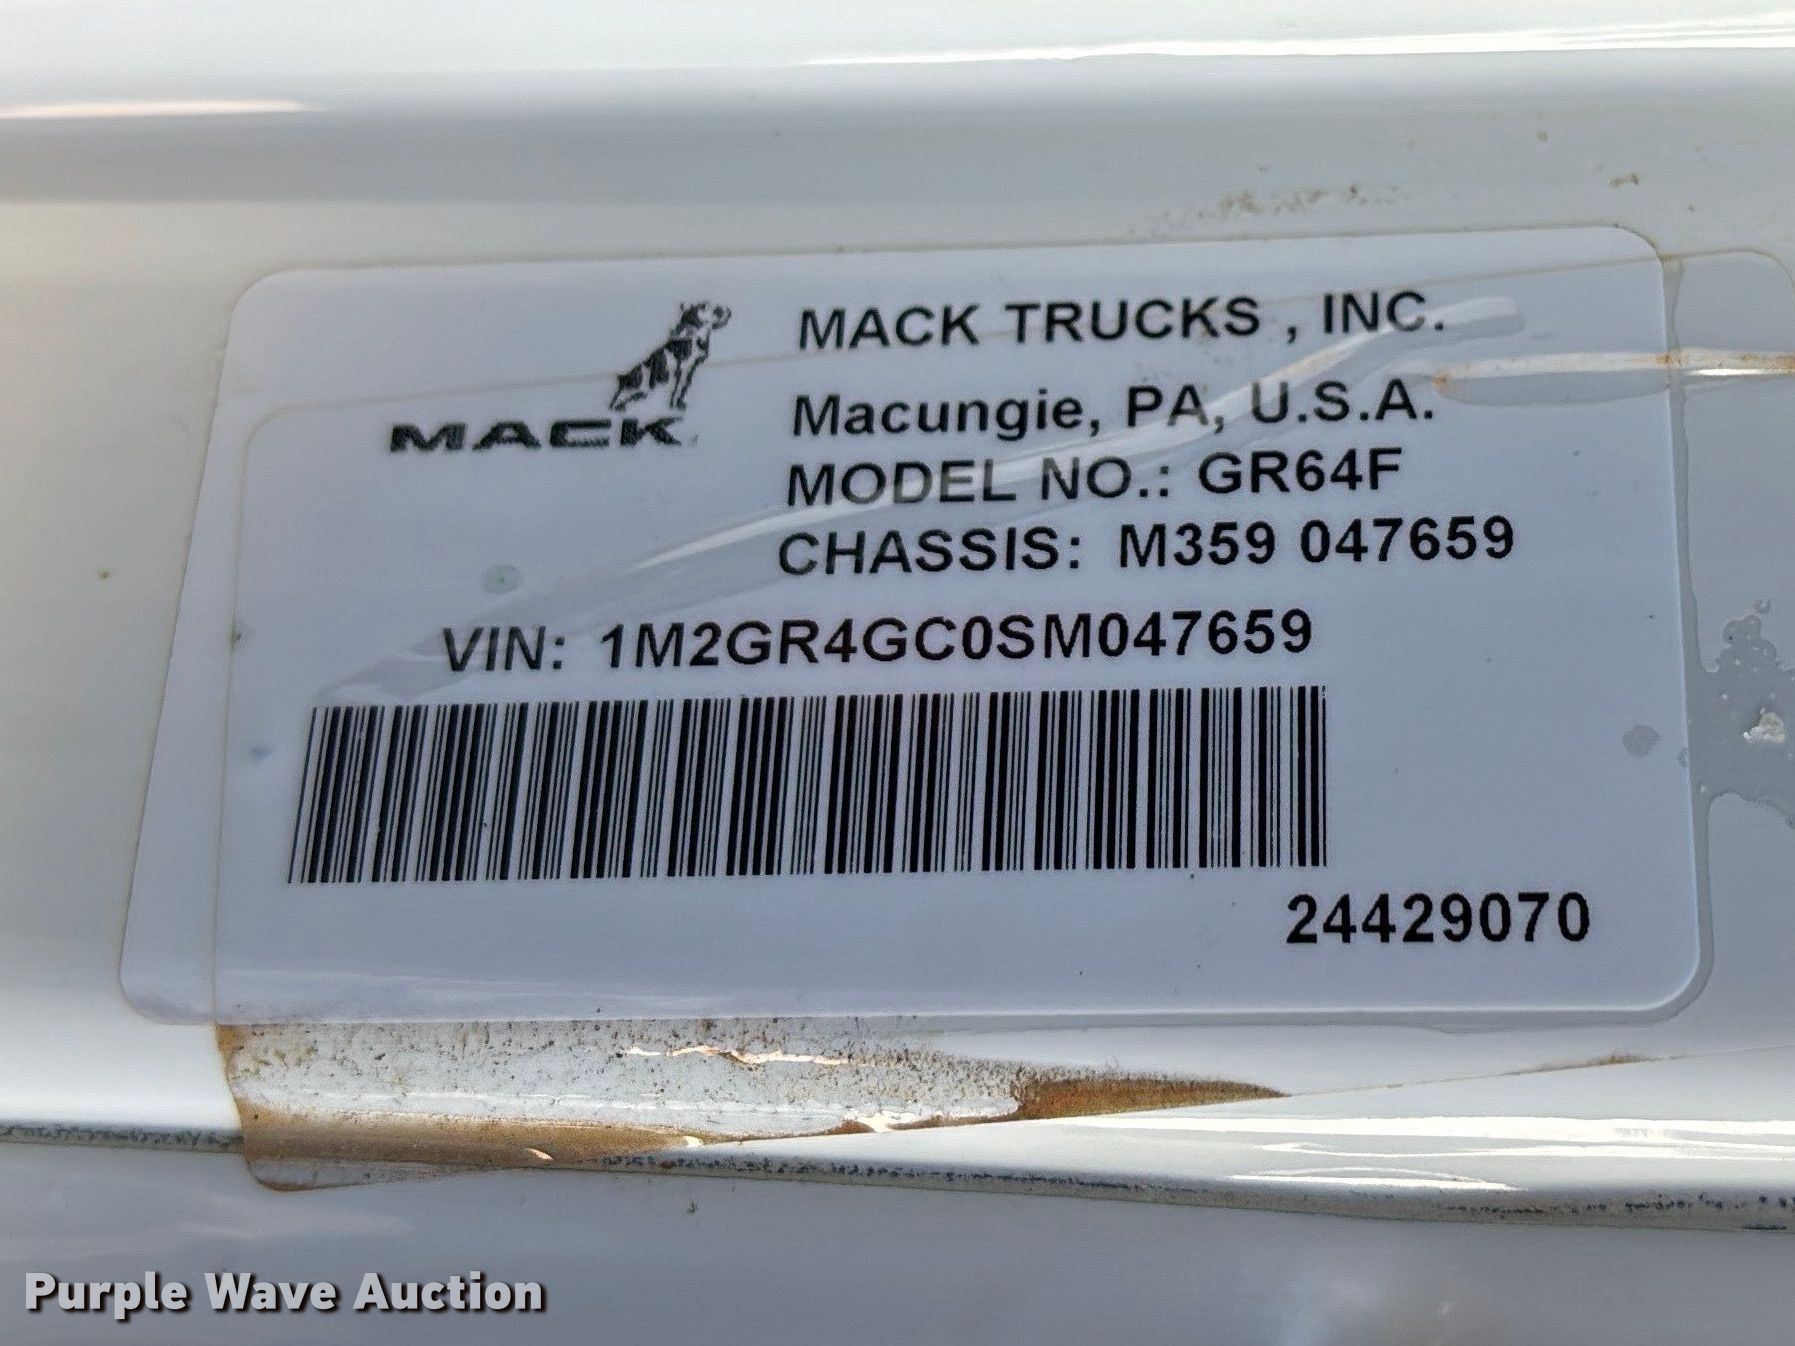 MACK
MACK TRUCKS , INC.
Macungie, PA, U.S.A.
MODEL NO.: GR64F
CHASSIS: M359 047659
VIN: 1M2GR4GC0SM047659
24429070
Purple Wave Auction